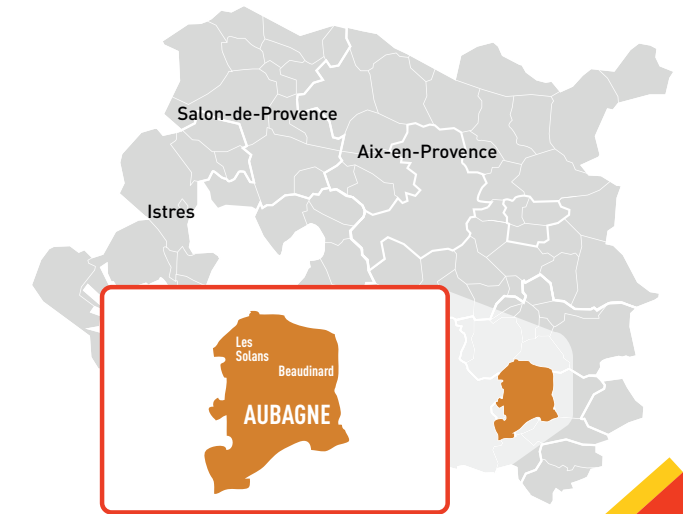 Salon-de-Provence
Aix-en-Provence
Istres
Les
Solans
Beaudinard
AUBAGNE